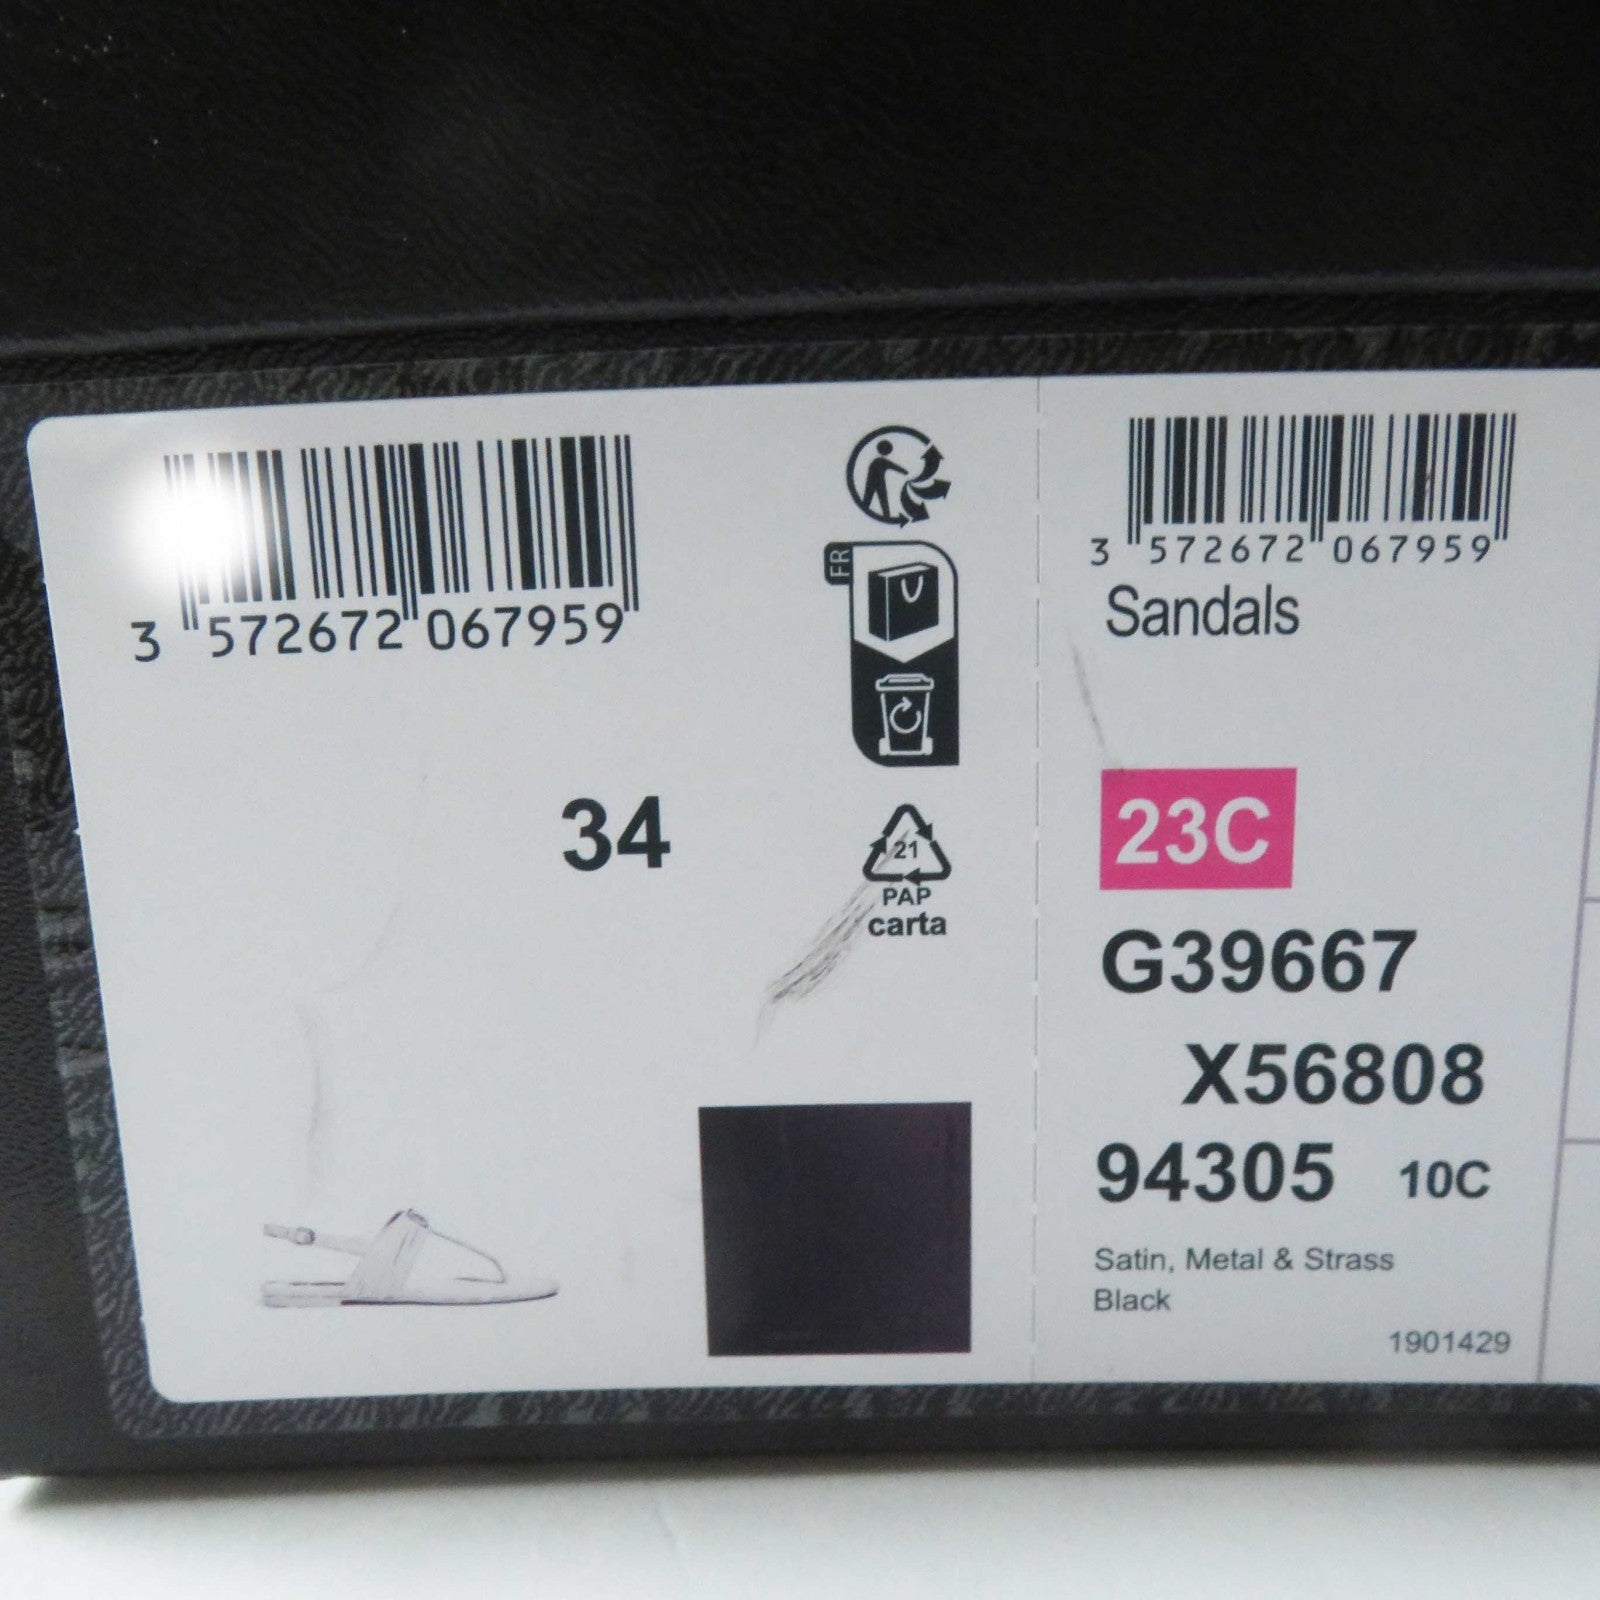 3 572672 067959
FR
34
21
PAP
carta
3 572672 067959
Sandals
23C
G39667
X56808
94305 10C
Satin, Metal & Strass
Black
1901429